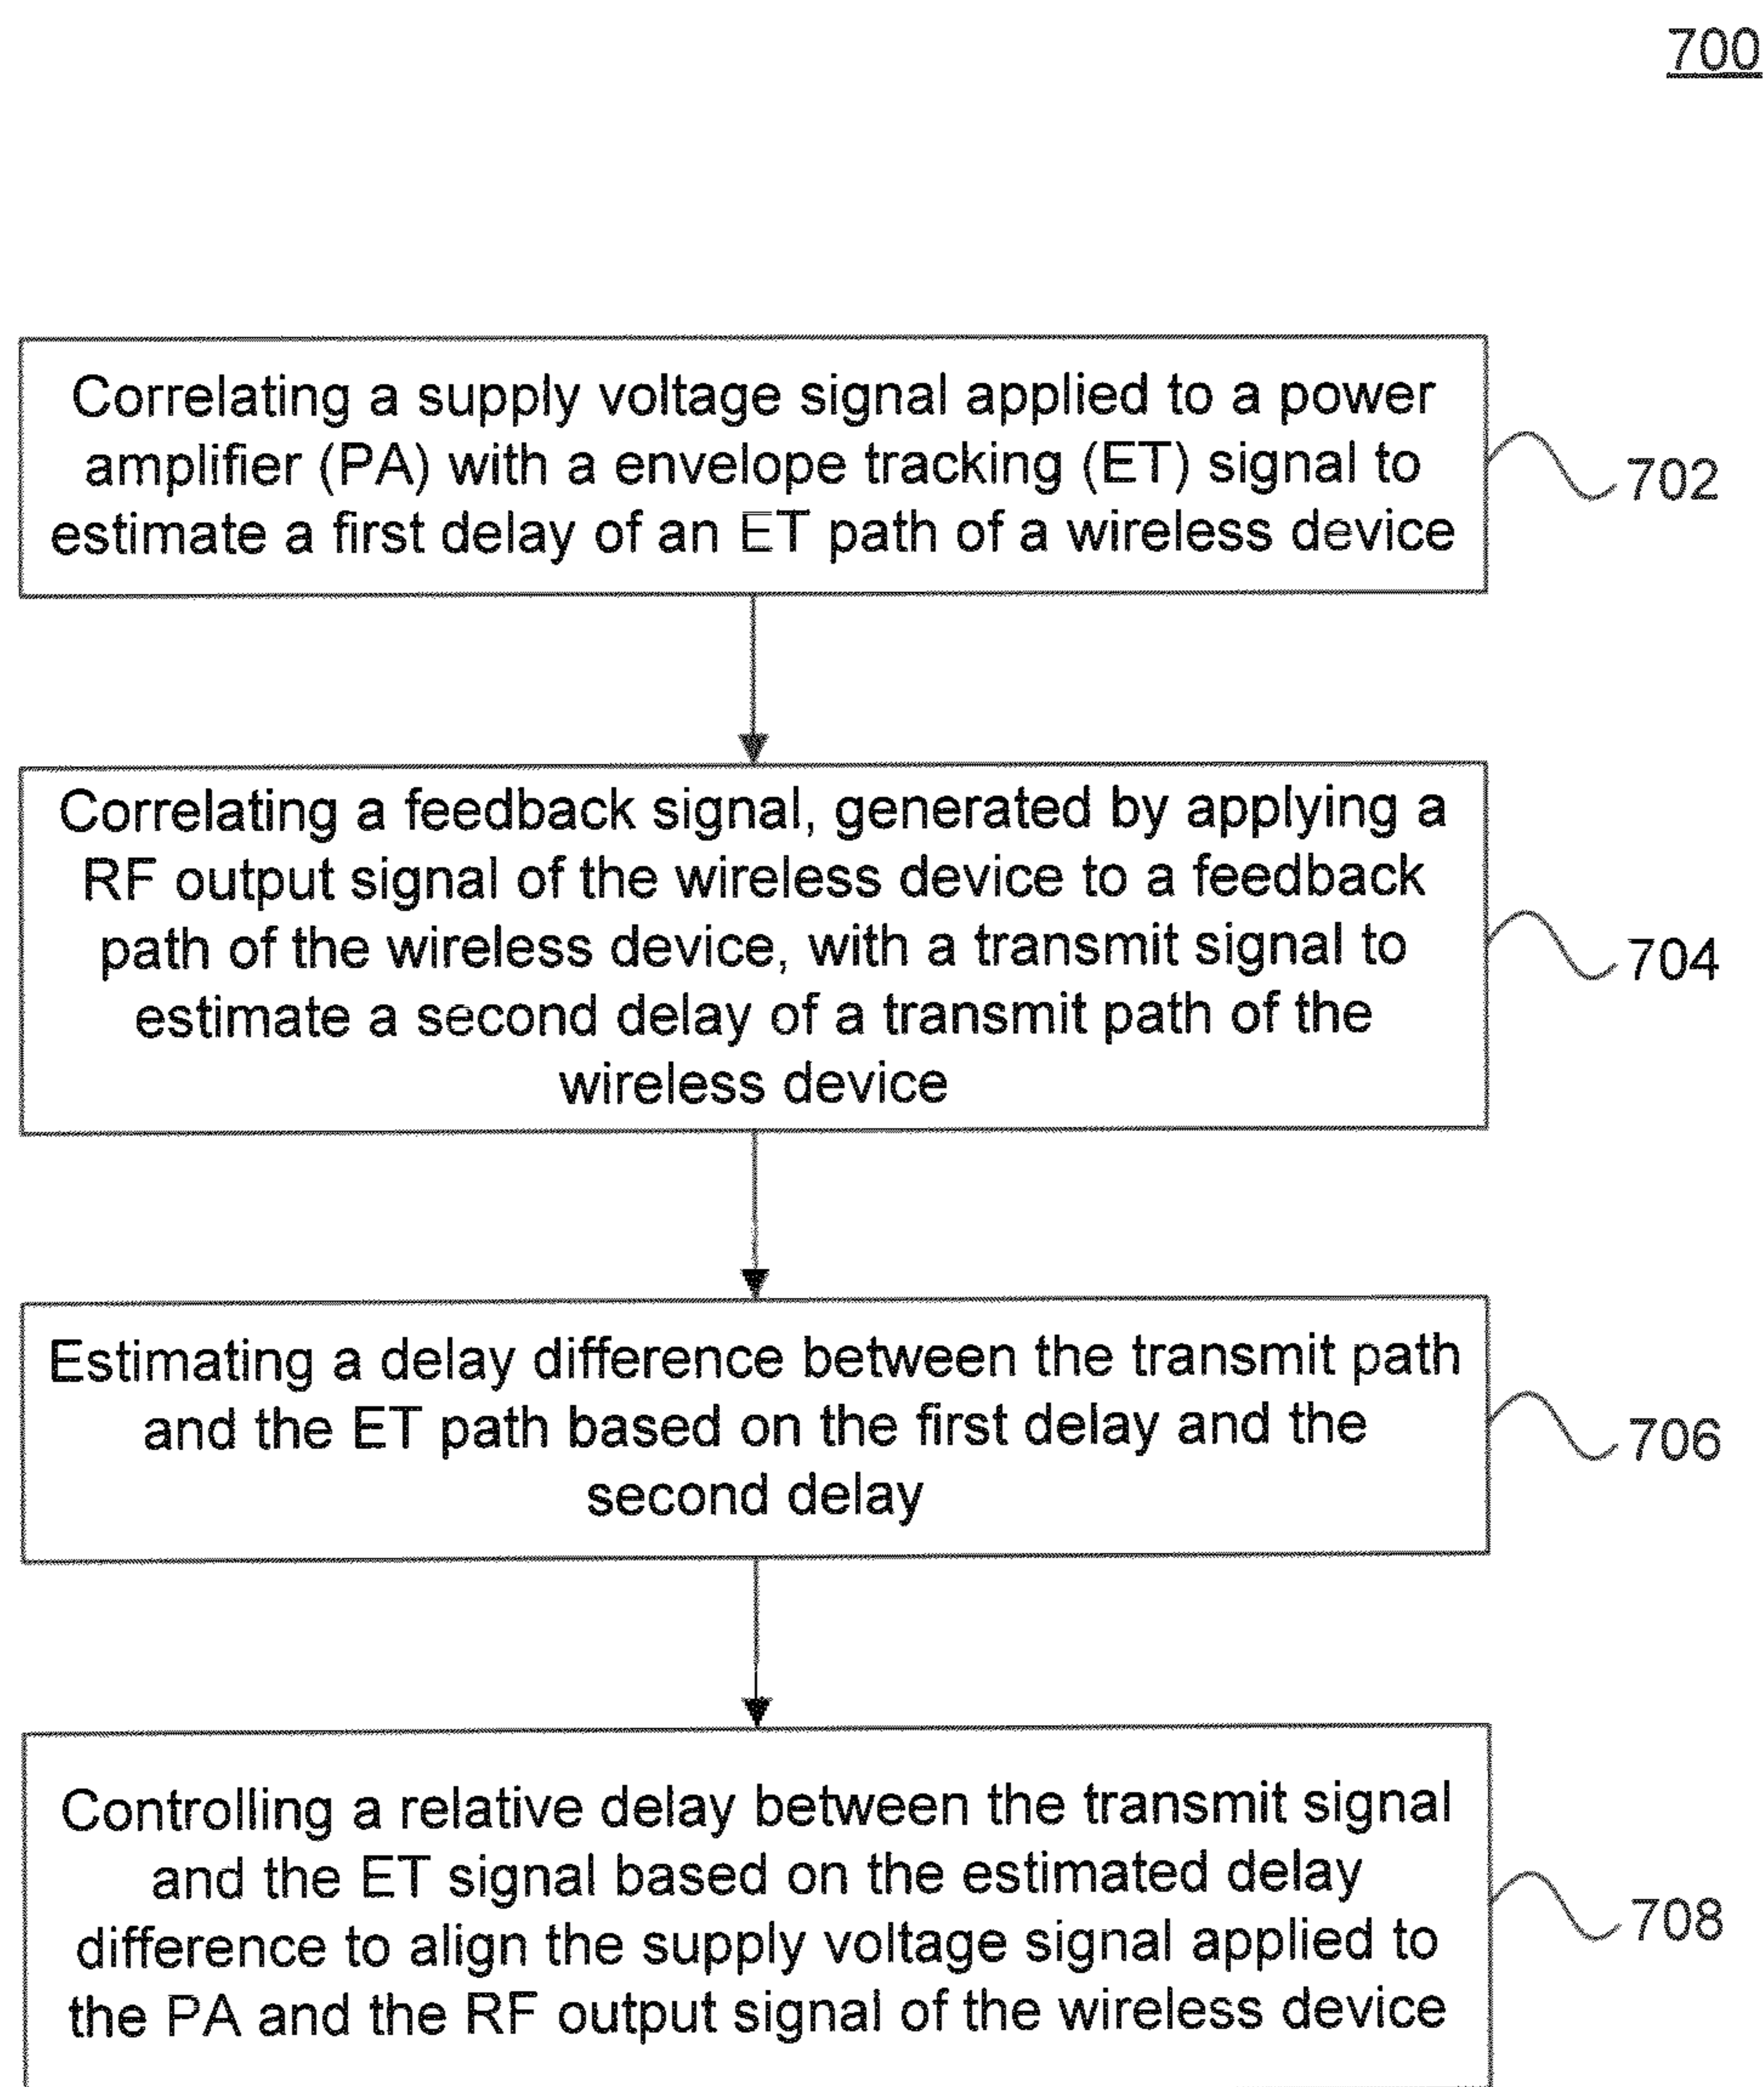 700
Correlating a supply voltage signal applied to a power
amplifier (PA) with a envelope tracking (ET) signal to
estimate a first delay of an ET path of a wireless device
702
Correlating a feedback signal, generated by applying a
RF output signal of the wireless device to a feedback
path of the wireless device, with a transmit signal to
estimate a second delay of a transmit path of the
wireless device
704
Estimating a delay difference between the transmit path
and the ET path based on the first delay and the
second delay
706
Controlling a relative delay between the transmit signal
and the ET signal based on the estimated delay
difference to align the supply voltage signal applied to
the PA and the RF output signal of the wireless device
708